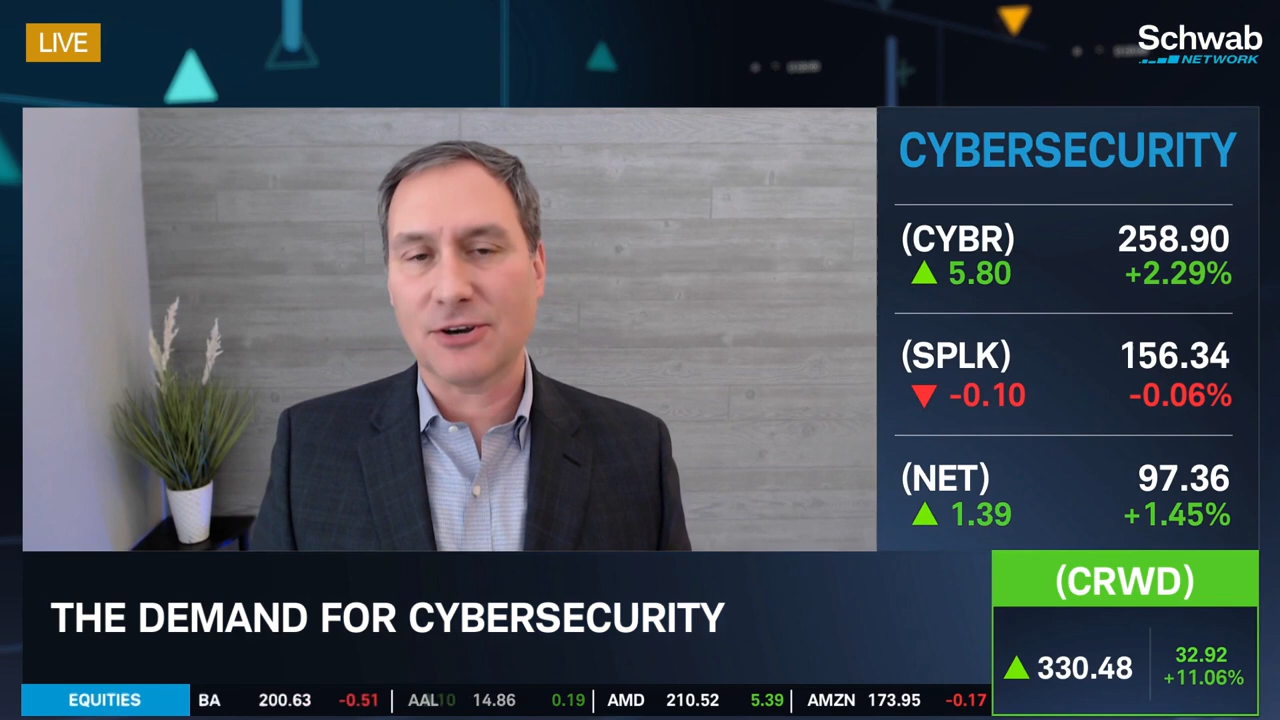 LIVE
Schwab
NETWORK
CYBERSECURITY
(CYBR) 258.90
▲ 5.80 +2.29%
(SPLK) 156.34
▼ -0.10 -0.06%
(NET) 97.36
▲ 1.39 +1.45%
THE DEMAND FOR CYBERSECURITY
(CRWD)
▲ 330.48
32.92
+11.06%
EQUITIES BA 200.63 -0.51 | AAL 14.86 0.19 | AMD 210.52 5.39 | AMZN 173.95 -0.17